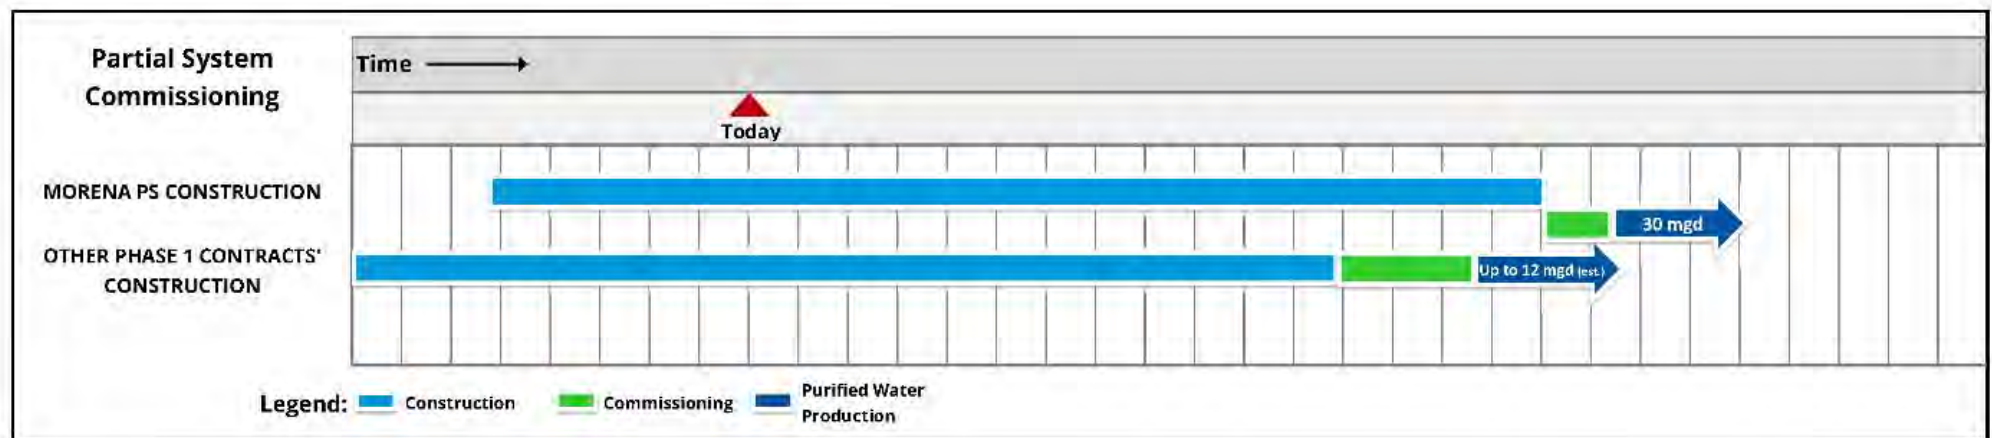 Partial System
Commissioning
Time
Today
MORENA PS CONSTRUCTION
30 mgd
OTHER PHASE 1 CONTRACTS'
CONSTRUCTION
Up to 12 mgd (est.)
Legend:
Construction
Commissioning
Purified Water
Production